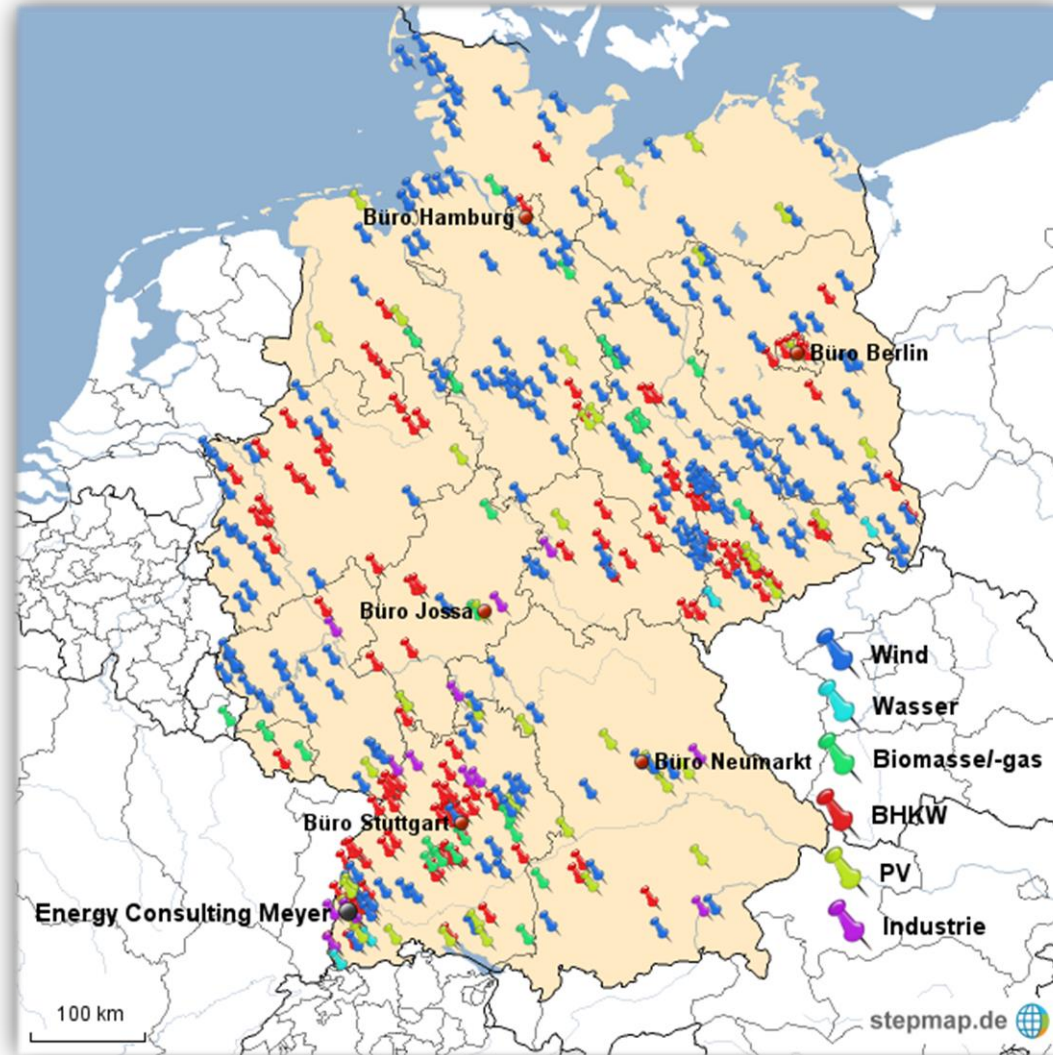 Büro Hamburg
Büro Berlin
Büro Jossa
Wind
Wasser
Büro Neumarkt
Biomasse/-gas
BHKW
Büro Stuttgart
PV
Energy Consulting Meyer
Industrie
100 km
stepmap.de